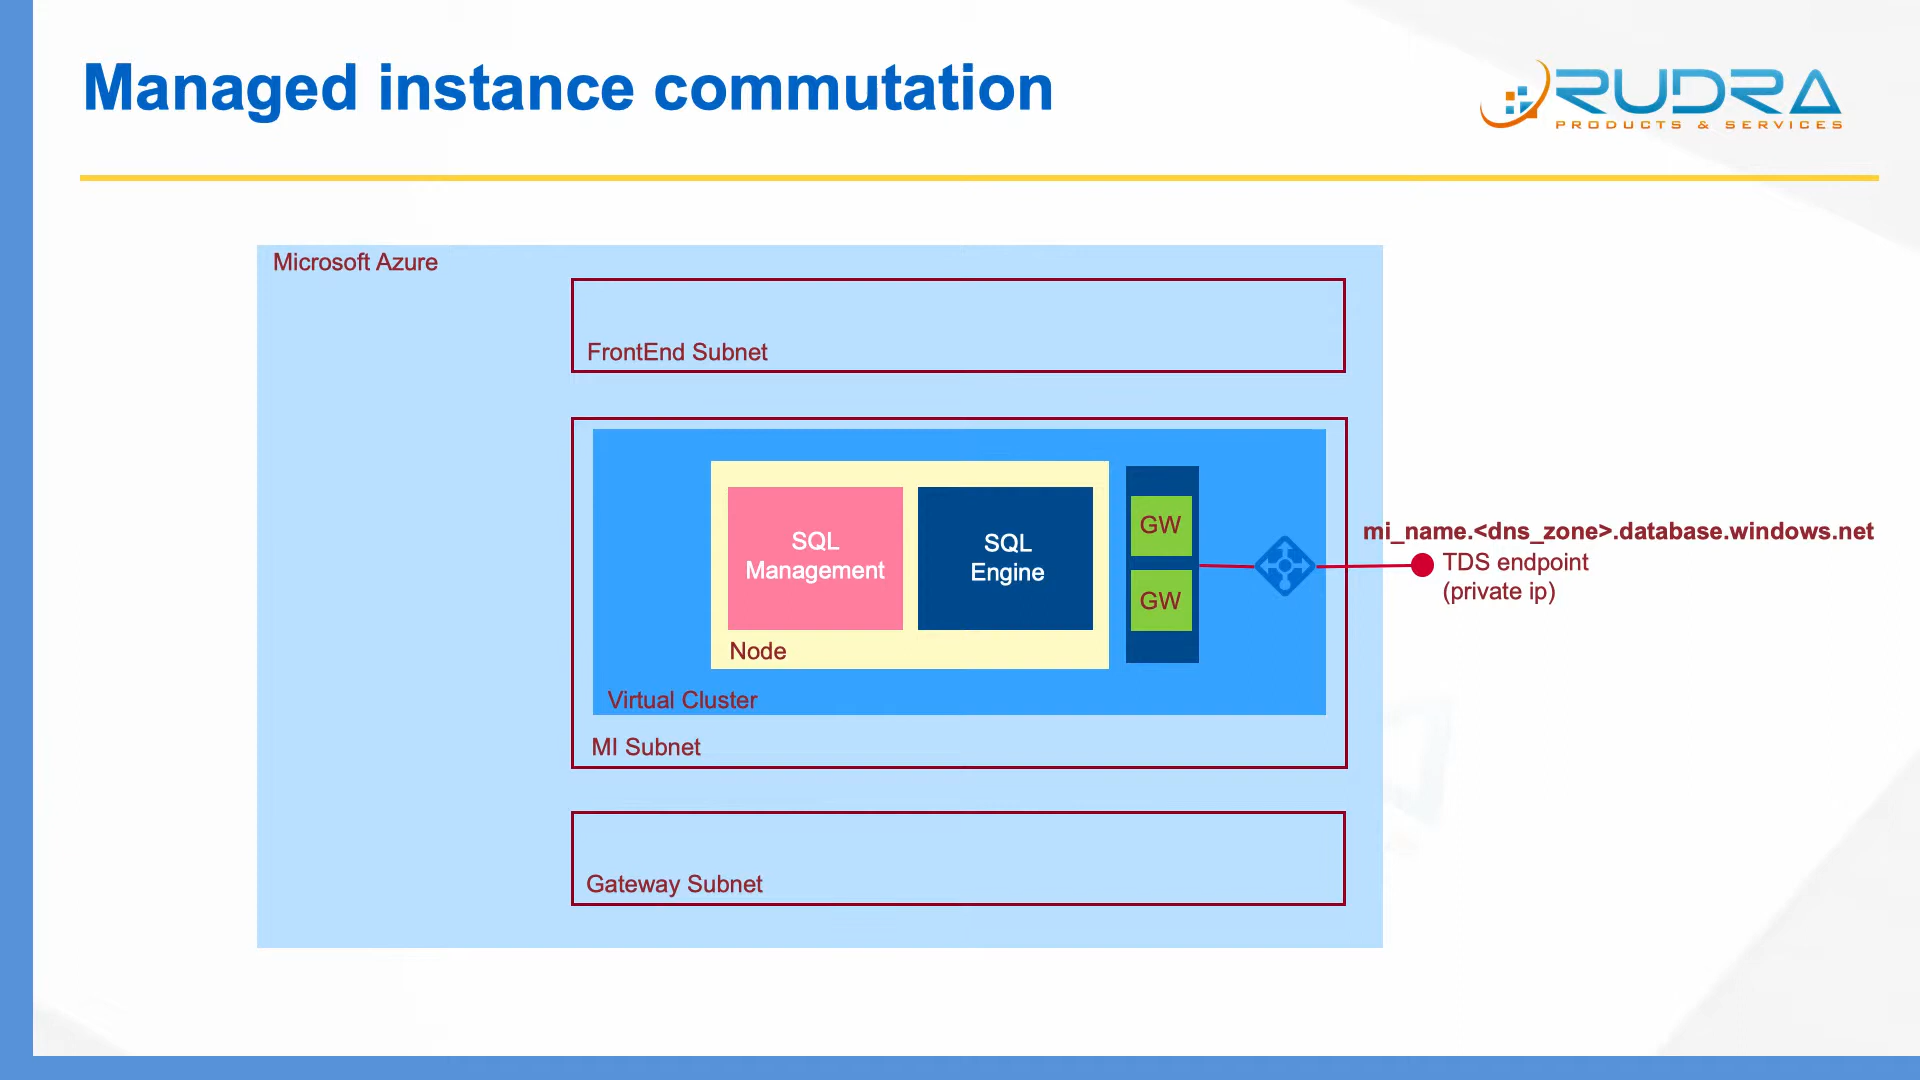 Managed instance commutation
RUDRA
PRODUCTS & SERVICES
Microsoft Azure
FrontEnd Subnet
SQL
Management
SQL
Engine
GW
GW
Node
Virtual Cluster
MI Subnet
mi_name.<dns_zone>.database.windows.net
TDS endpoint
(private ip)
Gateway Subnet